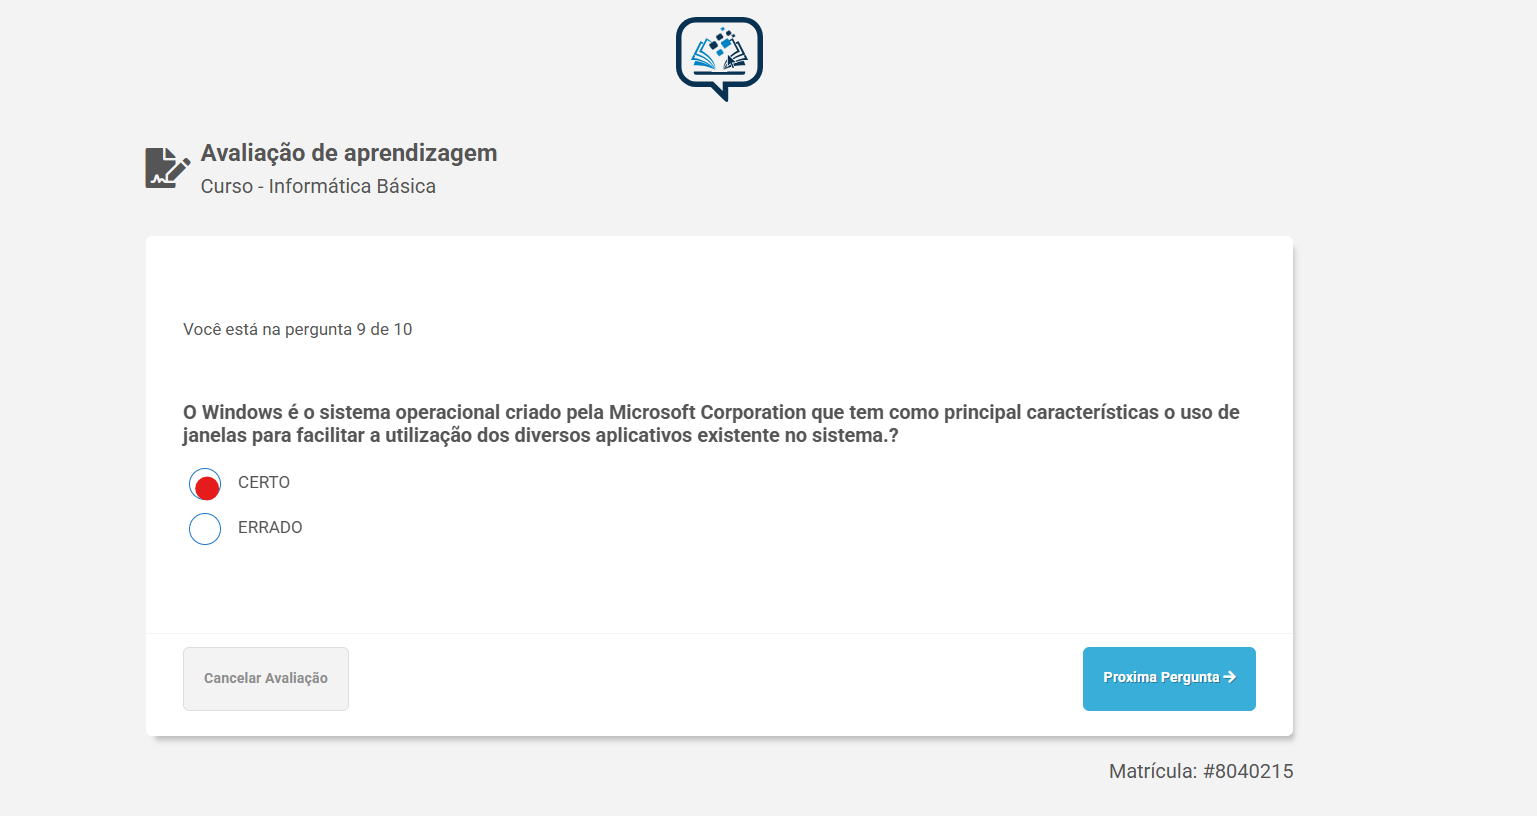 Avaliação de aprendizagem
Curso - Informática Básica
Você está na pergunta 9 de 10
O Windows é o sistema operacional criado pela Microsoft Corporation que tem como principal características o uso de
janelas para facilitar a utilização dos diversos aplicativos existente no sistema.?
CERTO
ERRADO
Cancelar Avaliação
Proxima Pergunta
Matrícula: #8040215